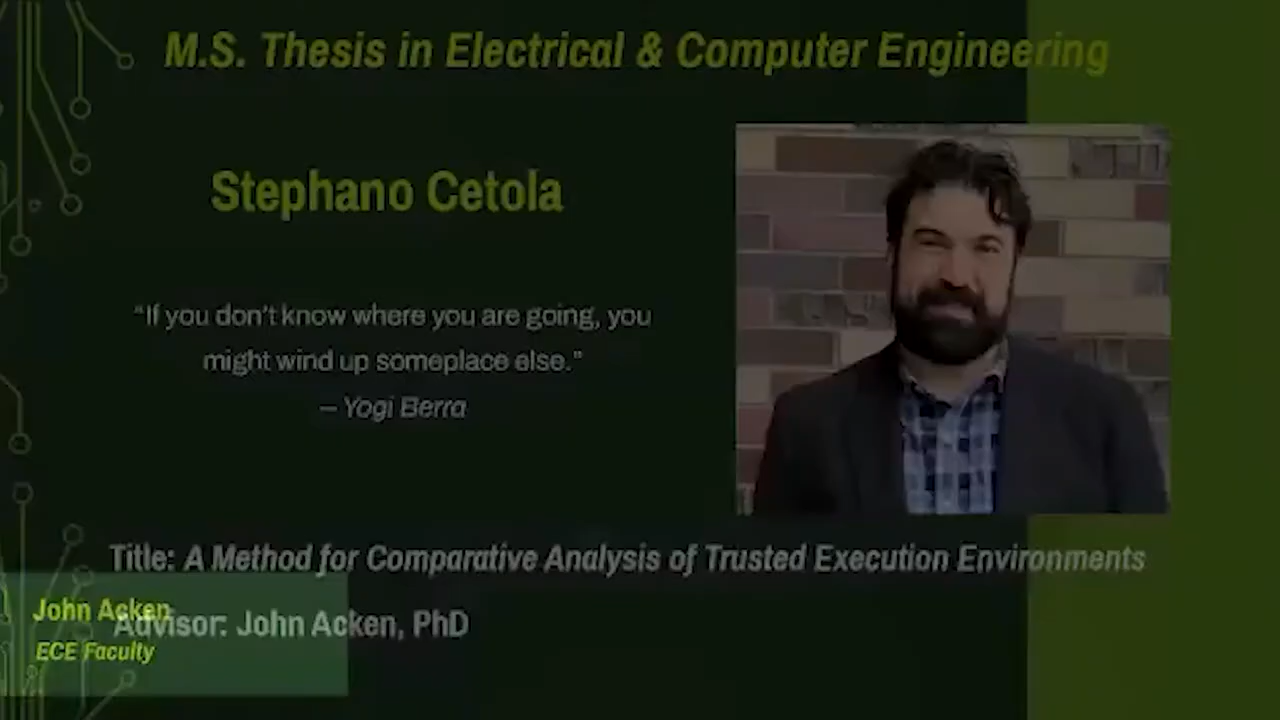 M.S. Thesis in Electrical & Computer Engineering
Stephano Cetola
“If you don’t know where you are going, you
might wind up someplace else.”
– Yogi Berra
Title: A Method for Comparative Analysis of Trusted Execution Environments
Advisor: John Acken, PhD
John Acken
ECE Faculty